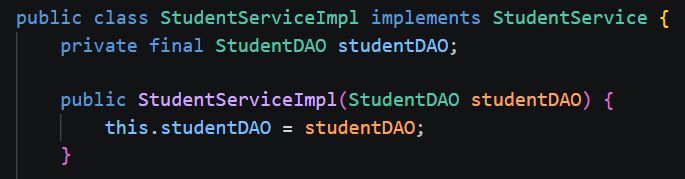 public class StudentServiceImpl implements StudentService {
    private final StudentDAO studentDAO;

    public StudentServiceImpl(StudentDAO studentDAO) {
        this.studentDAO = studentDAO;
    }